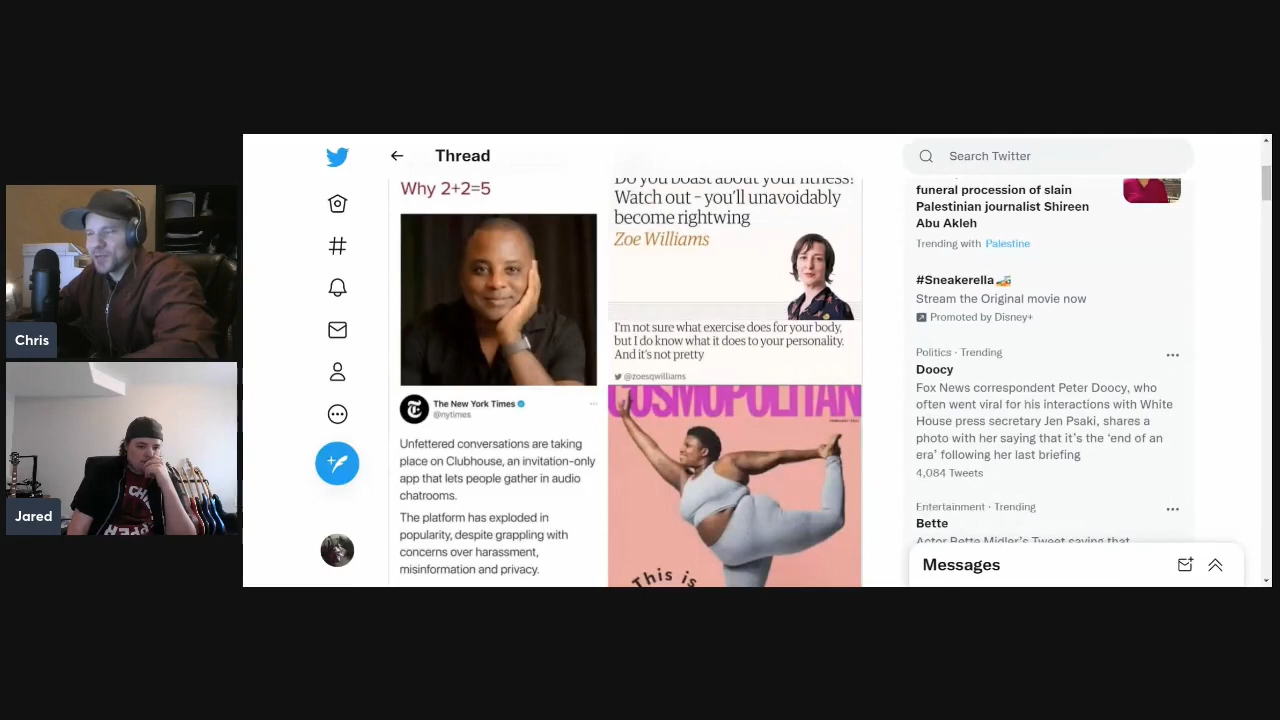 Chris
Jared
Thread
Why 2+2=5
The New York Times
@nytimes
Unfettered conversations are taking
place on Clubhouse, an invitation-only
app that lets people gather in audio
chatrooms.
The platform has exploded in
popularity, despite grappling with
concerns over harassment,
misinformation and privacy.
Do you boast about your fitness?
Watch out – you'll unavoidably
become rightwing
Zoe Williams
I'm not sure what exercise does for your body,
but I do know what it does to your personality.
And it's not pretty
@zoesqwilliams
COSMOPOLITAN
This is
Search Twitter
funeral procession of slain
Palestinian journalist Shireen
Abu Akleh
Trending with Palestine
#Sneakerella
Stream the Original movie now
Promoted by Disney+
Politics · Trending
Doocy
Fox News correspondent Peter Doocy, who
often went viral for his interactions with White
House press secretary Jen Psaki, shares a
photo with her saying that it's the 'end of an
era' following her last briefing
4,084 Tweets
Entertainment · Trending
Bette
Actor Bette Midler's Tweet saying that
Messages